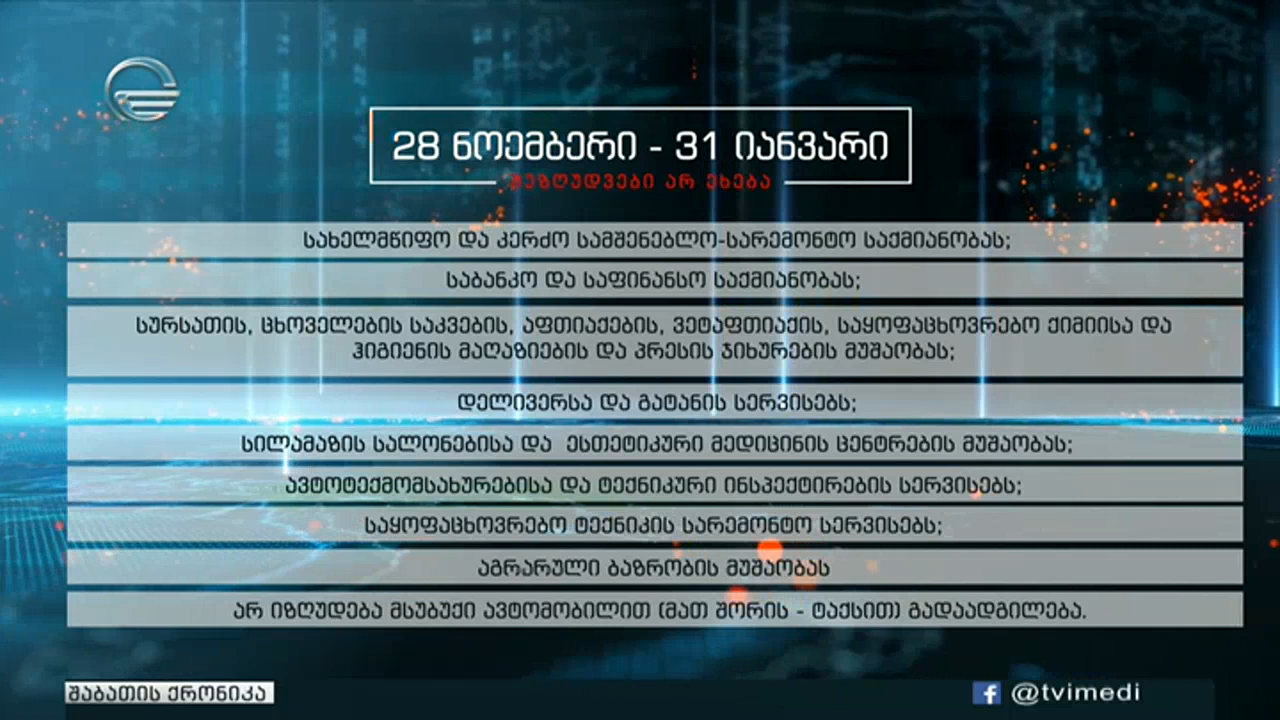 28 ᲜᲝᲔᲛᲑᲔᲠᲘ - 31 ᲘᲐᲜᲕᲐᲠᲘ
ᲨᲔᲖᲦᲣᲓᲕᲔᲑᲘ ᲐᲠ ᲔᲮᲔᲑᲐ
ᲡᲐᲮᲔᲚᲛᲬᲘᲤᲝ ᲓᲐ ᲙᲔᲠᲫᲝ ᲡᲐᲛᲨᲔᲜᲔᲑᲚᲝ-ᲡᲐᲠᲔᲛᲝᲜᲢᲝ ᲡᲐᲥᲛᲘᲐᲜᲝᲑᲐᲡ;
ᲡᲐᲑᲐᲜᲙᲝ ᲓᲐ ᲡᲐᲤᲘᲜᲐᲜᲡᲝ ᲡᲐᲥᲛᲘᲐᲜᲝᲑᲐᲡ;
ᲡᲣᲠᲡᲐᲗᲘᲡ, ᲪᲮᲝᲕᲔᲚᲔᲑᲘᲡ ᲡᲐᲙᲕᲔᲑᲘᲡ, ᲐᲤᲗᲘᲐᲥᲔᲑᲘᲡ, ᲕᲔᲢᲐᲤᲗᲘᲐᲥᲘᲡ, ᲡᲐᲧᲝᲤᲐᲪᲮᲝᲕᲠᲔᲑᲝ ᲥᲘᲛᲘᲘᲡᲐ ᲓᲐ
ᲰᲘᲒᲘᲔᲜᲘᲡ ᲛᲐᲦᲐᲖᲘᲔᲑᲘᲡ ᲓᲐ ᲞᲠᲔᲡᲘᲡ ᲯᲘᲮᲣᲠᲔᲑᲘᲡ ᲛᲣᲨᲐᲝᲑᲐᲡ;
ᲓᲔᲚᲘᲕᲔᲠᲡᲐ ᲓᲐ ᲒᲐᲢᲐᲜᲘᲡ ᲡᲔᲠᲕᲘᲡᲔᲑᲡ;
ᲡᲘᲚᲐᲛᲐᲖᲘᲡ ᲡᲐᲚᲝᲜᲔᲑᲘᲡᲐ ᲓᲐ ᲔᲡᲗᲔᲢᲘᲙᲣᲠᲘ ᲛᲔᲓᲘᲪᲘᲜᲘᲡ ᲪᲔᲜᲢᲠᲔᲑᲘᲡ ᲛᲣᲨᲐᲝᲑᲐᲡ;
ᲐᲕᲢᲝᲢᲔᲥᲛᲝᲛᲡᲐᲮᲣᲠᲔᲑᲘᲡᲐ ᲓᲐ ᲢᲔᲥᲜᲘᲙᲣᲠᲘ ᲘᲜᲡᲞᲔᲥᲢᲘᲠᲔᲑᲘᲡ ᲡᲔᲠᲕᲘᲡᲔᲑᲡ;
ᲡᲐᲧᲝᲤᲐᲪᲮᲝᲕᲠᲔᲑᲝ ᲢᲔᲥᲜᲘᲙᲘᲡ ᲡᲐᲠᲔᲛᲝᲜᲢᲝ ᲡᲔᲠᲕᲘᲡᲔᲑᲡ;
ᲐᲒᲠᲐᲠᲣᲚᲘ ᲑᲐᲖᲠᲝᲑᲘᲡ ᲛᲣᲨᲐᲝᲑᲐᲡ
ᲐᲠ ᲘᲖᲦᲣᲓᲔᲑᲐ ᲛᲡᲣᲑᲣᲥᲘ ᲐᲕᲢᲝᲛᲝᲑᲘᲚᲘᲗ (ᲛᲐᲗ ᲨᲝᲠᲘᲡ - ᲢᲐᲥᲡᲘᲗ) ᲒᲐᲓᲐᲐᲓᲒᲘᲚᲔᲑᲐ.
ᲨᲐᲑᲐᲗᲘᲡ ᲥᲠᲝᲜᲘᲙᲐ
@tvimedi